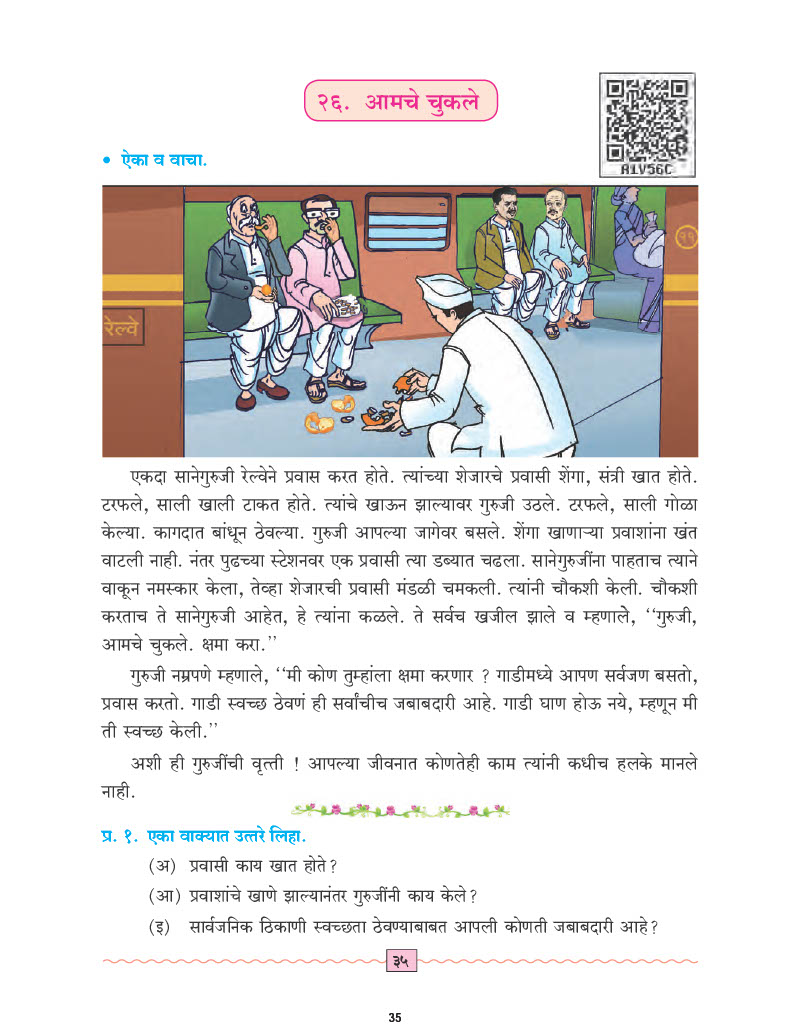 २६. आमचे चुकले
A1V56C
• ऐका व वाचा.
रेल्वे
११
एकदा सानेगुरुजी रेल्वेने प्रवास करत होते. त्यांच्या शेजारचे प्रवासी शेंगा, संत्री खात होते.
टरफले, साली खाली टाकत होते. त्यांचे खाऊन झाल्यावर गुरुजी उठले. टरफले, साली गोळा
केल्या. कागदात बांधून ठेवल्या. गुरुजी आपल्या जागेवर बसले. शेंगा खाणाऱ्या प्रवाशांना खंत
वाटली नाही. नंतर पुढच्या स्टेशनवर एक प्रवासी त्या डब्यात चढला. सानेगुरुजींना पाहताच त्याने
वाकून नमस्कार केला, तेव्हा शेजारची प्रवासी मंडळी चमकली. त्यांनी चौकशी केली. चौकशी
करताच ते सानेगुरुजी आहेत, हे त्यांना कळले. ते सर्वच खजील झाले व म्हणाले, ‘‘गुरुजी,
आमचे चुकले. क्षमा करा.’’
गुरुजी नम्रपणे म्हणाले, ‘‘मी कोण तुम्हांला क्षमा करणार ? गाडीमध्ये आपण सर्वजण बसतो,
प्रवास करतो. गाडी स्वच्छ ठेवणं ही सर्वांचीच जबाबदारी आहे. गाडी घाण होऊ नये, म्हणून मी
ती स्वच्छ केली.’’
अशी ही गुरुजींची वृत्ती ! आपल्या जीवनात कोणतेही काम त्यांनी कधीच हलके मानले
नाही.
प्र. १. एका वाक्यात उत्तरे लिहा.
(अ) प्रवासी काय खात होते?
(आ) प्रवाशांचे खाणे झाल्यानंतर गुरुजींनी काय केले?
(इ) सार्वजनिक ठिकाणी स्वच्छता ठेवण्याबाबत आपली कोणती जबाबदारी आहे?
३५
35